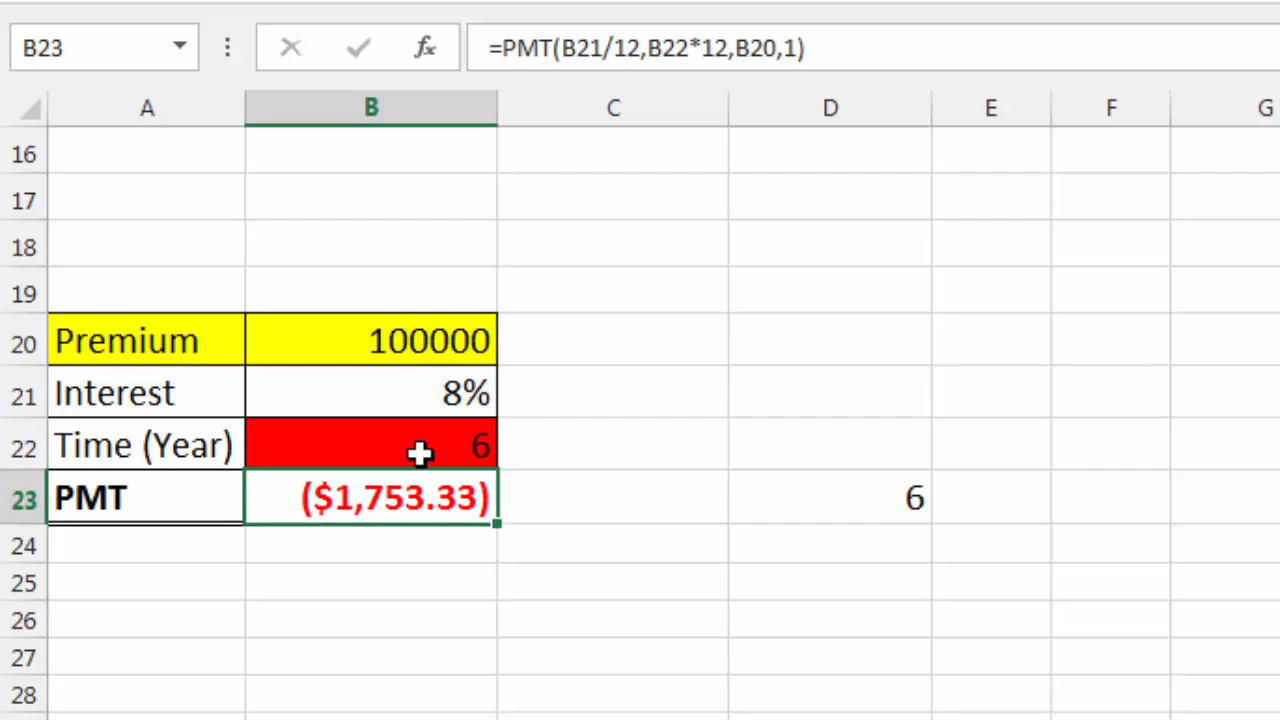 B23 fx =PMT(B21/12,B22*12,B20,1)
A B C D E F G
16
17
18
19
20 Premium 100000
21 Interest 8%
22 Time (Year) 6
23 PMT ($1,753.33) 6
24
25
26
27
28